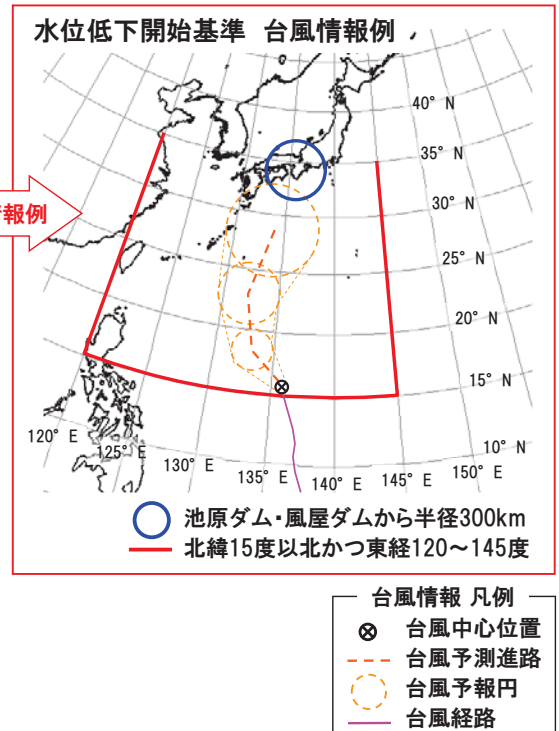 水位低下開始基準 台風情報例
40° N
35° N
情報例
30° N
25° N
20° N
15° N
10° N
120° E
125° E
130° E
135° E
140° E
145° E
150° E
池原ダム・風屋ダムから半径300km
北緯15度以北かつ東経120～145度
台風情報 凡例
台風中心位置
台風予測進路
台風予報円
台風経路